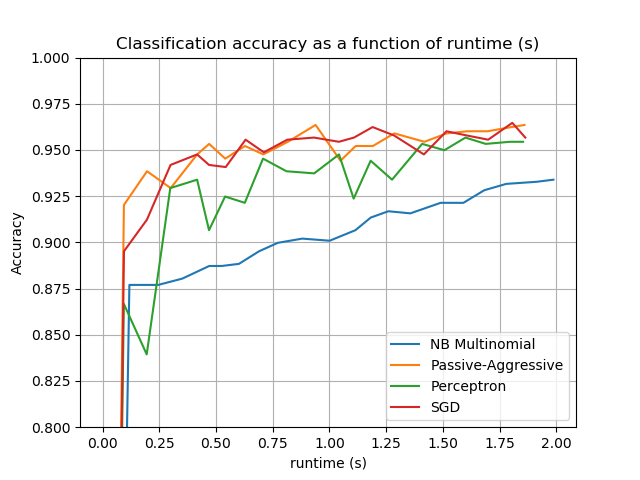 Classification accuracy as a function of runtime (s)
1.000
0.975
0.950
0.925
0.900
0.875
0.850
0.825
0.800
Accuracy
NB Multinomial
Passive-Aggressive
Perceptron
SGD
0.00 0.25 0.50 0.75 1.00 1.25 1.50 1.75 2.00
runtime (s)